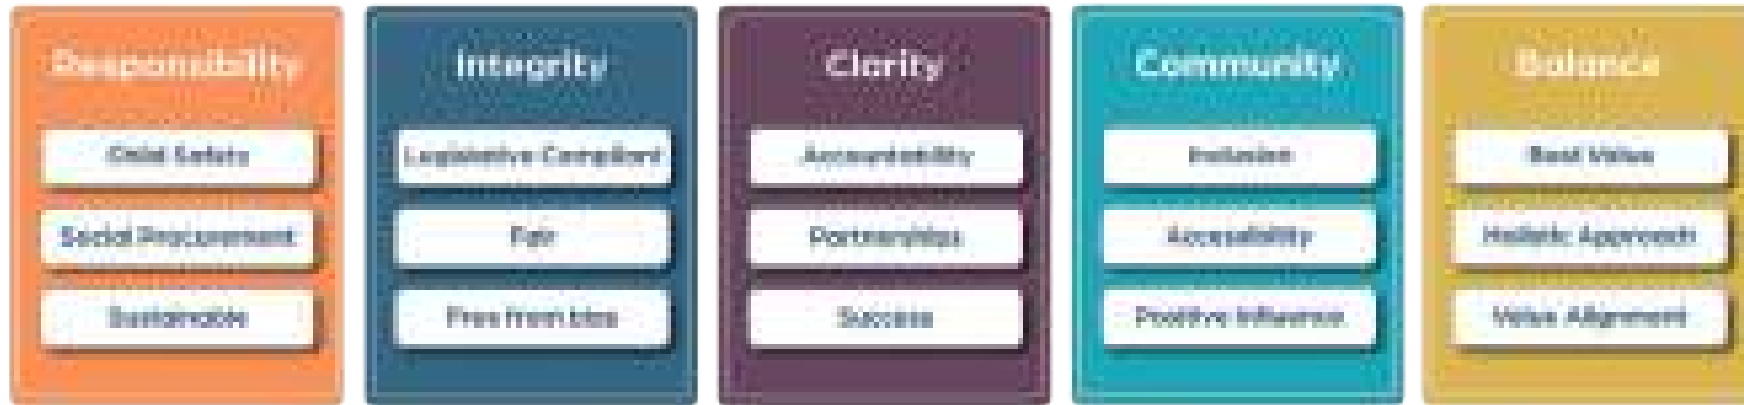 Responsibility
Child Safety
Social Procurement
Sustainable
Integrity
Legislative Compliant
Fair
Free from bias
Clarity
Accountability
Partnerships
Success
Community
Inclusion
Accessibility
Positive Influence
Balance
Best Value
Holistic Approach
Value Alignment